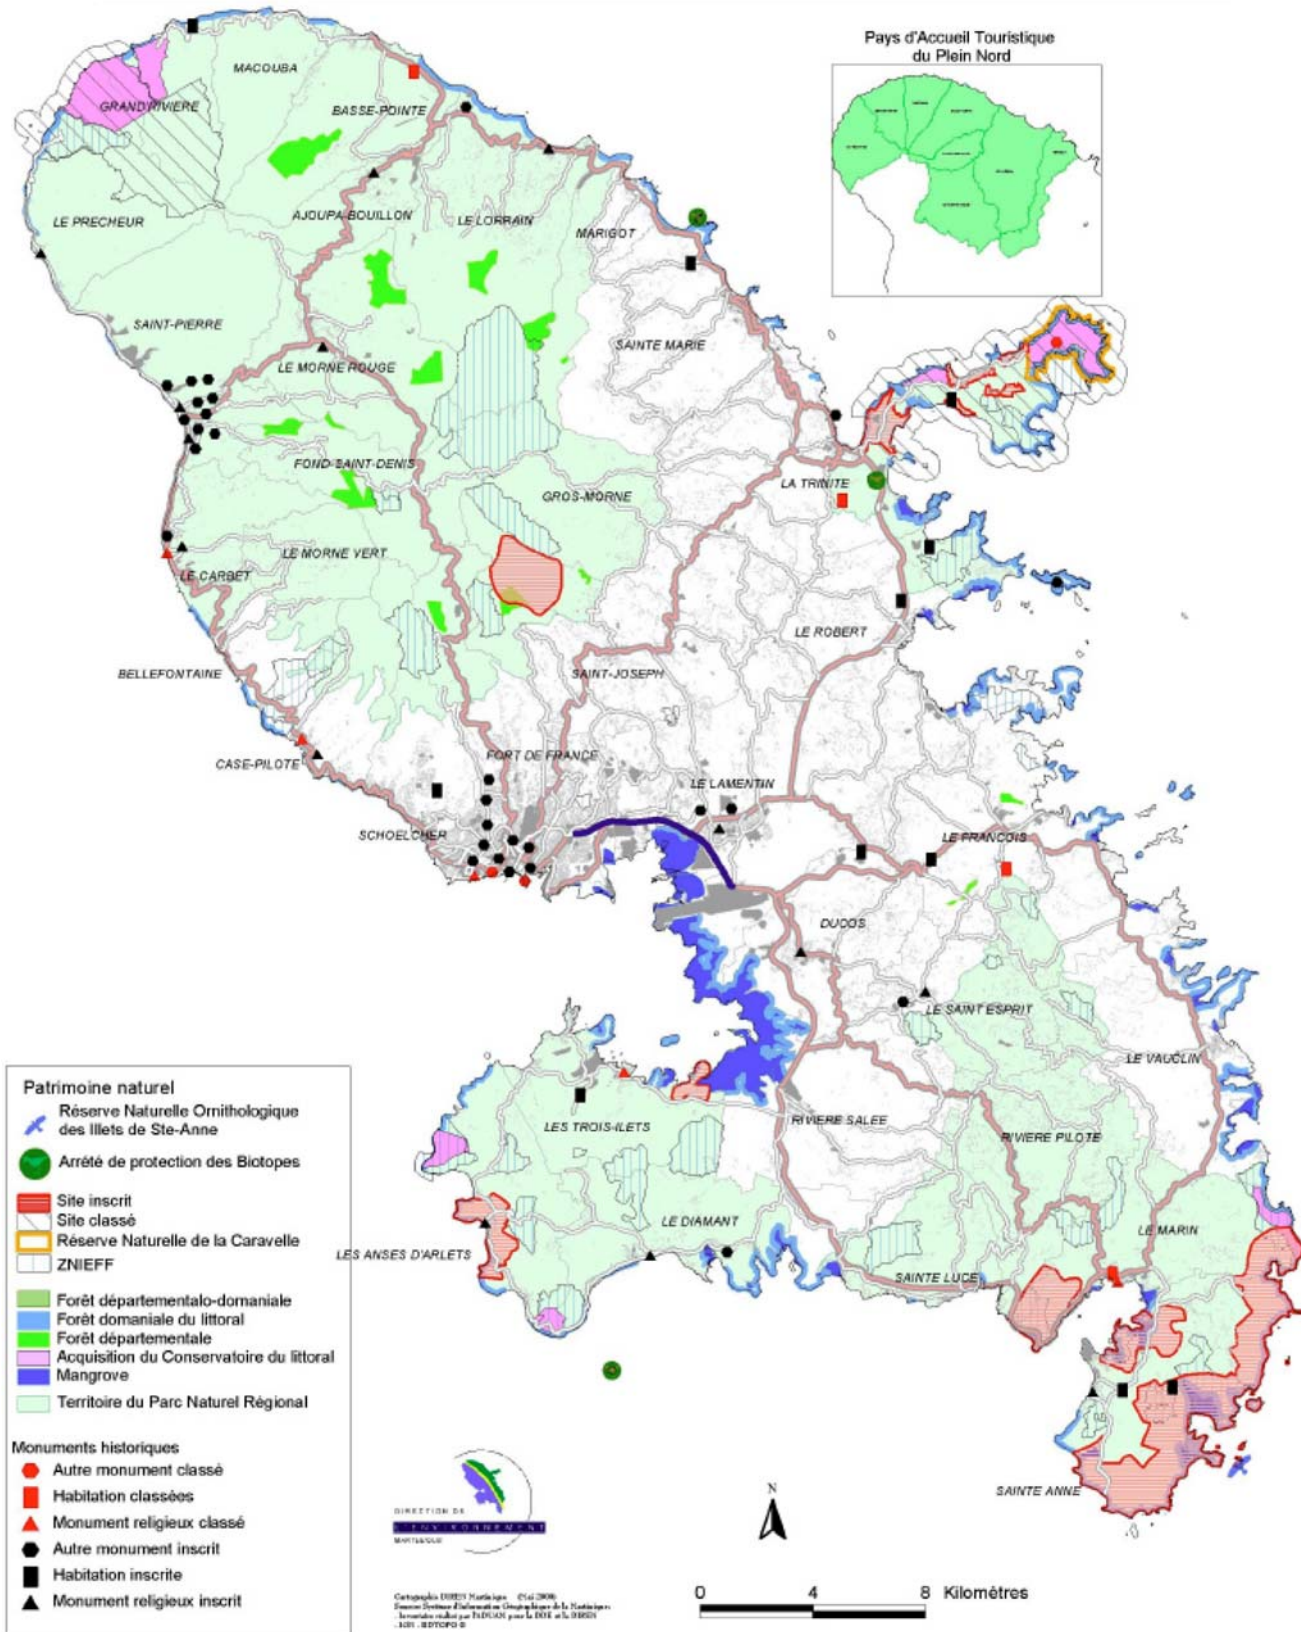 Pays d'Accueil Touristique
du Plein Nord
MACOUBA
GRAND'RIVIERE
BASSE-POINTE
LE PRECHEUR
AJOUPA-BOUILLON
LE LORRAIN
MARIGOT
SAINT-PIERRE
SAINTE MARIE
LE MORNE ROUGE
FOND-SAINT-DENIS
LA TRINITE
GROS-MORNE
LE MORNE VERT
LE CARBET
LE ROBERT
BELLEFONTAINE
SAINT-JOSEPH
CASE-PILOTE
FORT DE FRANCE
LE LAMENTIN
SCHOELCHER
LE FRANCOIS
DUCOS
LE SAINT ESPRIT
LE VAUCLIN
LES TROIS-ILETS
RIVIERE SALEE
RIVIERE PILOTE
LE DIAMANT
LE MARIN
LES ANSES D'ARLETS
SAINTE LUCE
SAINTE ANNE
Patrimoine naturel
Réserve Naturelle Ornithologique
des Illets de Ste-Anne
Arrété de protection des Biotopes
Site inscrit
Site classé
Réserve Naturelle de la Caravelle
ZNIEFF
Forêt départementalo-domaniale
Forêt domaniale du littoral
Forêt départementale
Acquisition du Conservatoire du littoral
Mangrove
Territoire du Parc Naturel Régional
Monuments historiques
Autre monument classé
Habitation classées
Monument religieux classé
Autre monument inscrit
Habitation inscrite
Monument religieux inscrit
DIRECTION DE
L'ENVIRONNEMENT
MARTINIQUE
N
0 4 8 Kilomètres